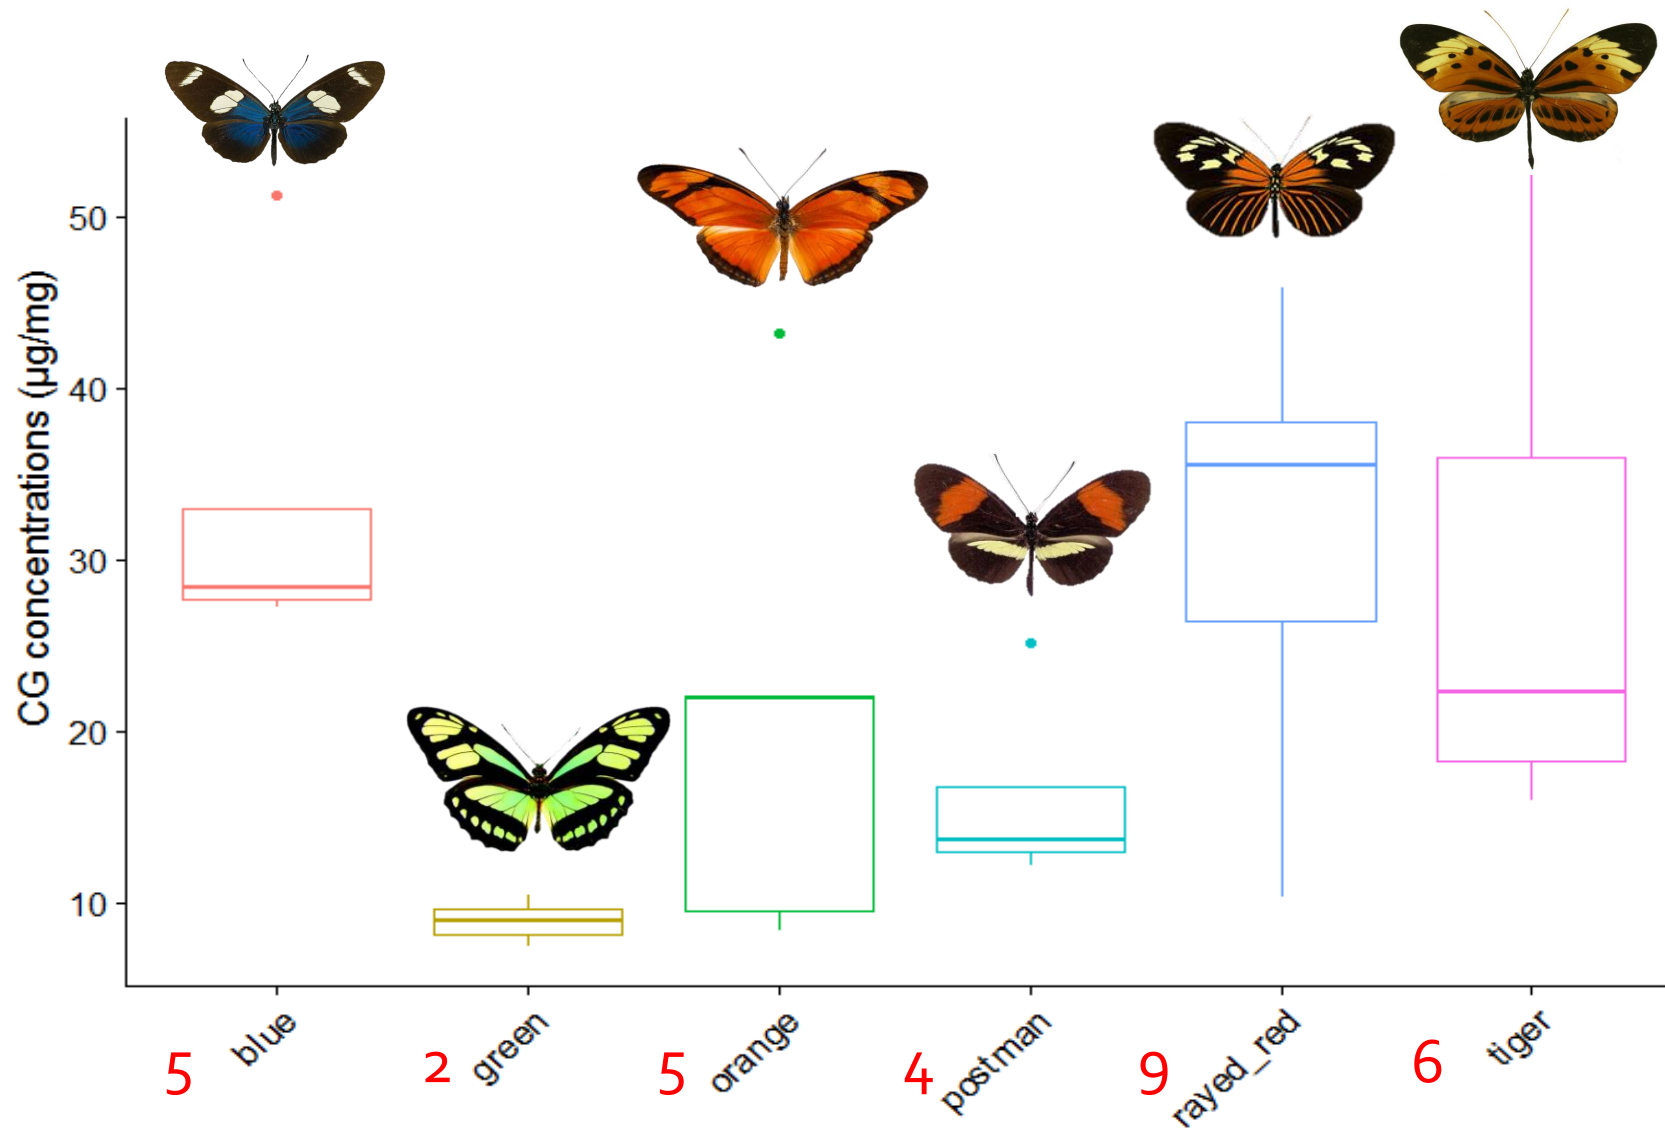 CG concentrations (µg/mg)
50
40
30
20
10
blue
green
orange
postman
rayed_red
tiger
5
2
5
4
9
6